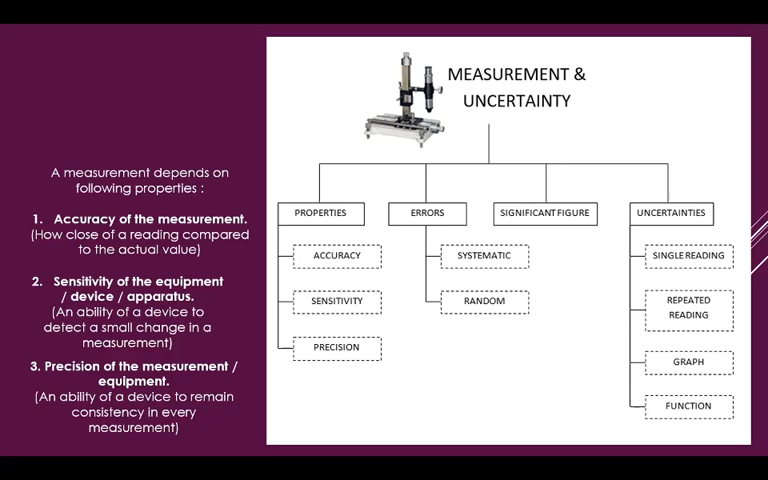 A measurement depends on
following properties :
1. Accuracy of the measurement.
(How close of a reading compared
to the actual value)
2. Sensitivity of the equipment
/ device / apparatus.
(An ability of a device to
detect a small change in a
measurement)
3. Precision of the measurement /
equipment.
(An ability of a device to remain
consistency in every
measurement)
MEASUREMENT &
UNCERTAINTY
PROPERTIES
ACCURACY
SENSITIVITY
PRECISION
ERRORS
SYSTEMATIC
RANDOM
SIGNIFICANT FIGURE
UNCERTAINTIES
SINGLE READING
REPEATED
READING
GRAPH
FUNCTION